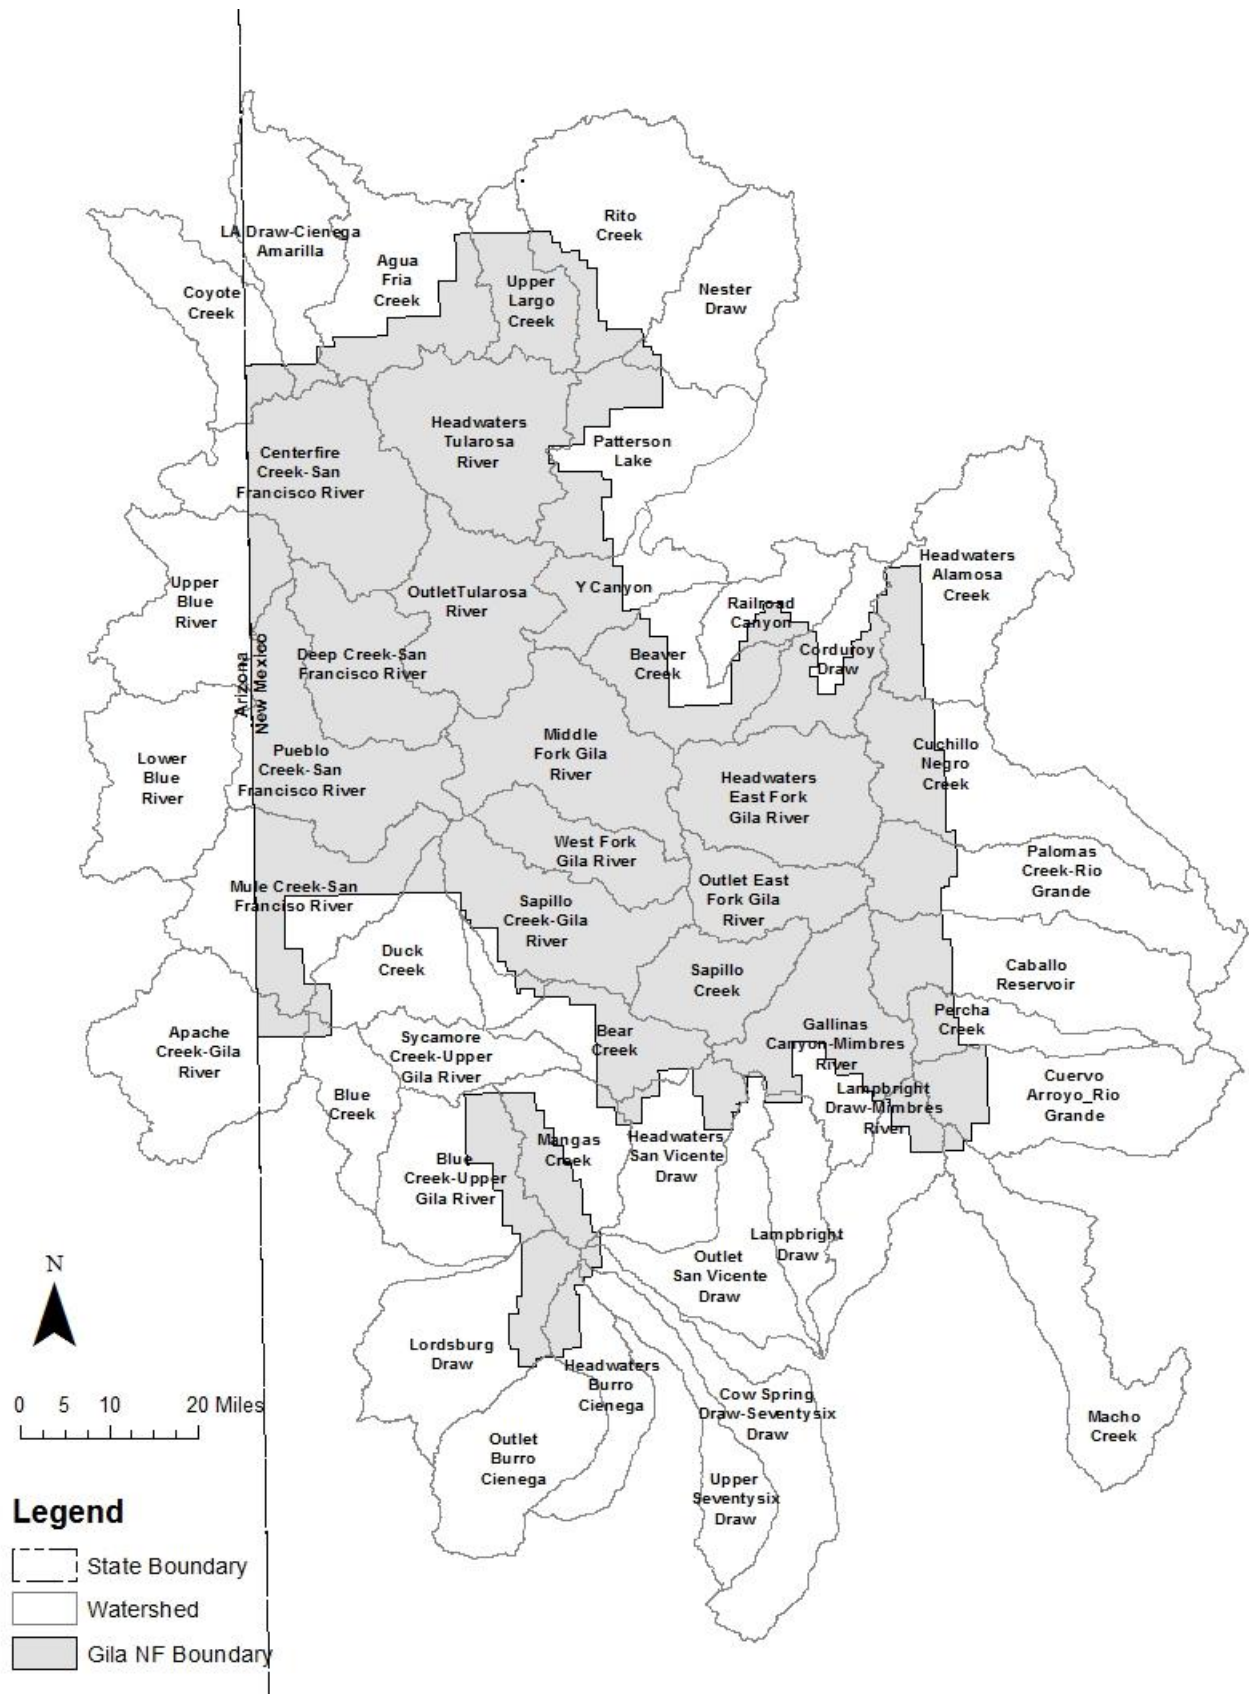 Rito
Creek
LA Draw-Cienega
Amarilla
Agua
Fria
Creek
Coyote
Creek
Upper
Largo
Creek
Nester
Draw
Headwaters
Tularosa
River
Patterson
Lake
Centerfire
Creek-San
Francisco River
Headwaters
Alamosa
Creek
Upper
Blue
River
OutletTularosa
River
Y Canyon
Railroad
Canyon
Corduroy
Draw
Beaver
Creek
Deep Creek-San
Francisco River
Arizona
New Mexico
Middle
Fork Gila
River
Cuchillo
Negro
Creek
Pueblo
Creek-San
Francisco River
Lower
Blue
River
Headwaters
East Fork
Gila River
West Fork
Gila River
Palomas
Creek-Rio
Grande
Outlet East
Fork Gila
River
Mule Creek-San
Franciso River
Sapillo
Creek-Gila
River
Duck
Creek
Sapillo
Creek
Caballo
Reservoir
Percha
Creek
Gallinas
Canyon-Mimbres
River
Apache
Creek-Gila
River
Sycamore
Creek-Upper
Gila River
Bear
Creek
Blue
Creek
Lampbright
Draw-Mimbres
River
Cuervo
Arroyo_Rio
Grande
Mangas
Creek
Headwaters
San Vicente
Draw
Blue
Creek-Upper
Gila River
Lampbright
Draw
Outlet
San Vicente
Draw
N
Lordsburg
Draw
Headwaters
Burro
Cienega
Cow Spring
Draw-Seventysix
Draw
Macho
Creek
0 5 10 20 Miles
Outlet
Burro
Cienega
Upper
Seventysix
Draw
Legend
State Boundary
Watershed
Gila NF Boundary